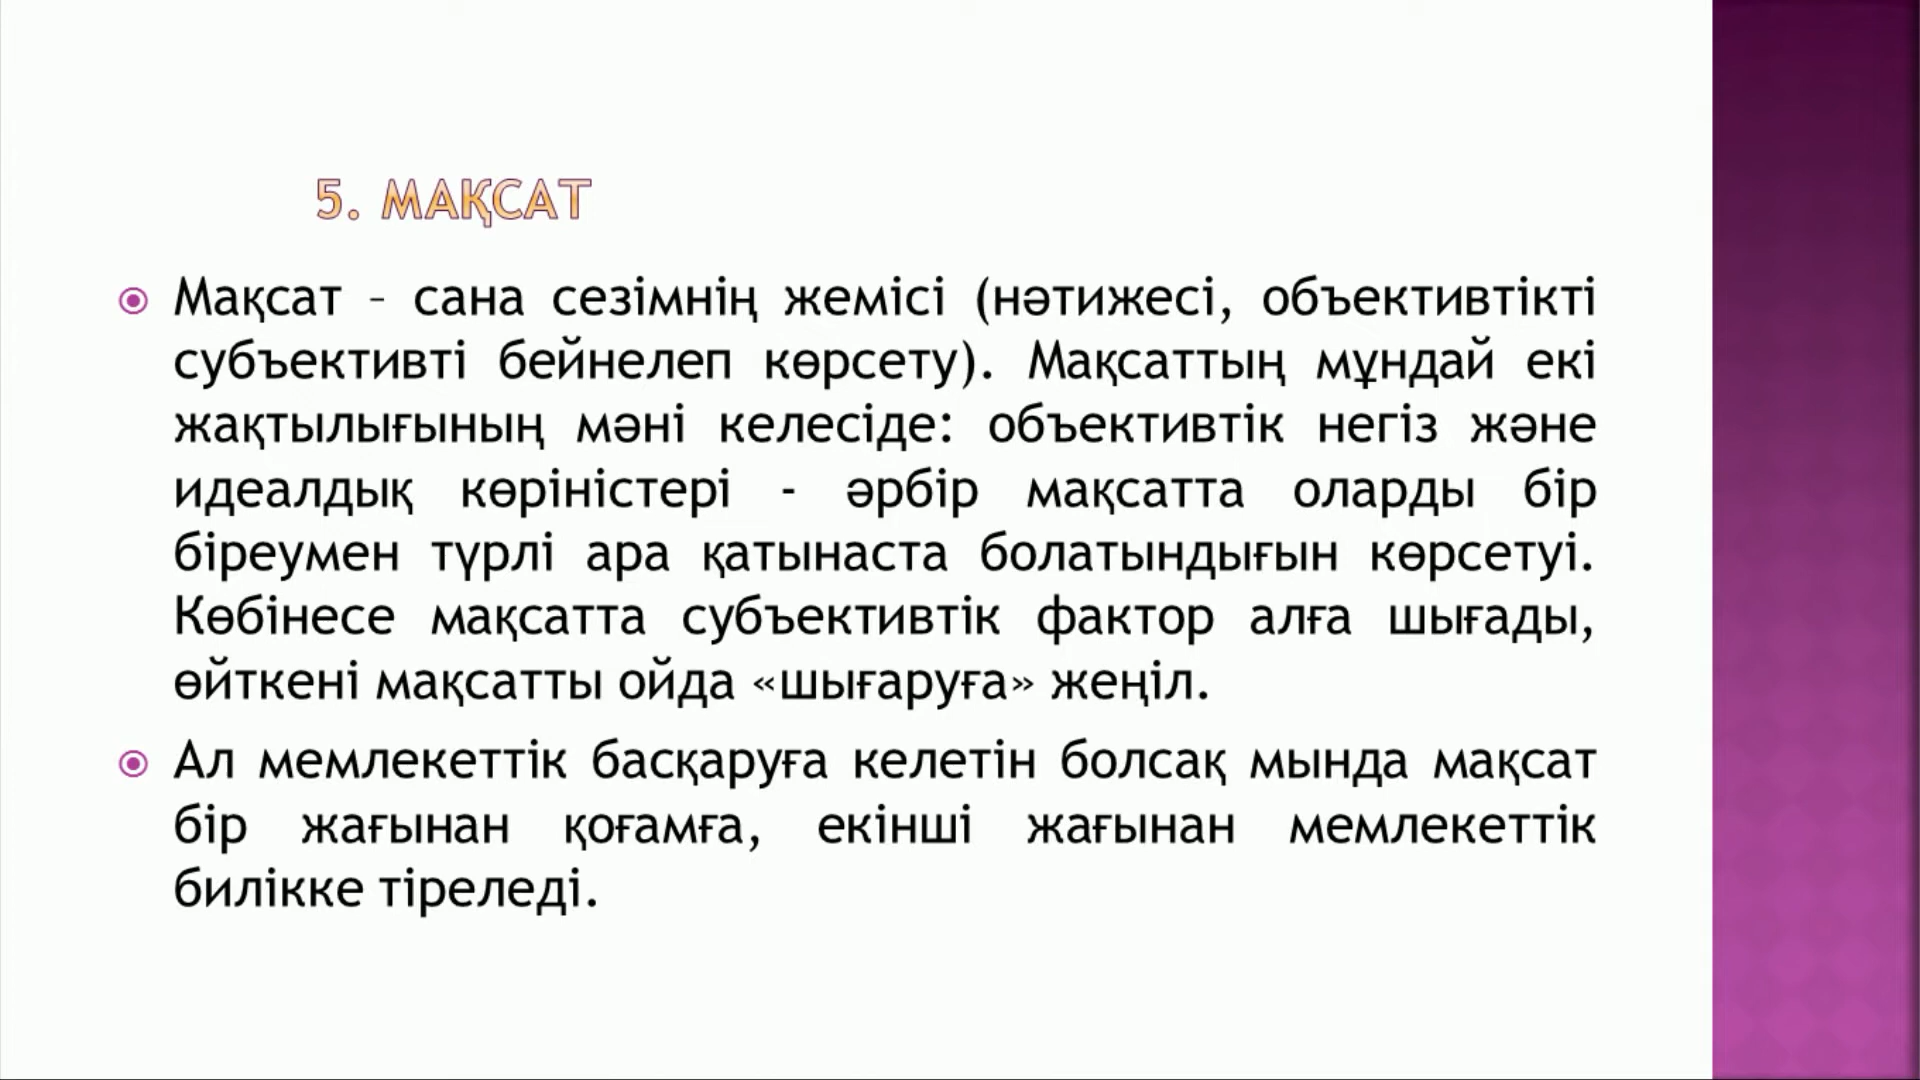 5. МАҚСАТ
Мақсат – сана сезімнің жемісі (нәтижесі, объективтікті
субъективті бейнелеп көрсету). Мақсаттың мұндай екі
жақтылығының мәні келесіде: объективтік негіз және
идеалдық көріністері - әрбір мақсатта оларды бір
біреумен түрлі ара қатынаста болатындығын көрсетуі.
Көбінесе мақсатта субъективтік фактор алға шығады,
өйткені мақсатты ойда «шығаруға» жеңіл.
Ал мемлекеттік басқаруға келетін болсақ мында мақсат
бір жағынан қоғамға, екінші жағынан мемлекеттік
билікке тіреледі.